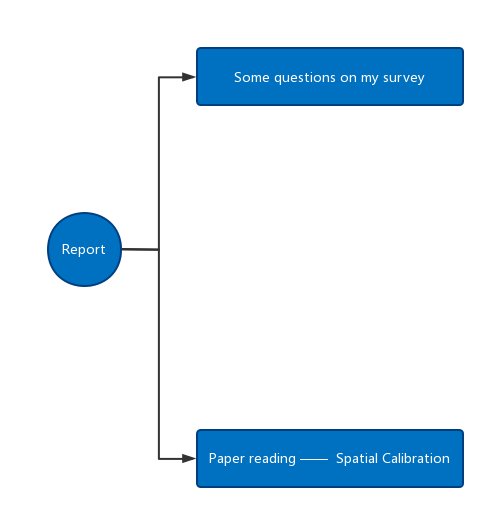 Some questions on my survey
Report
Paper reading —— Spatial Calibration